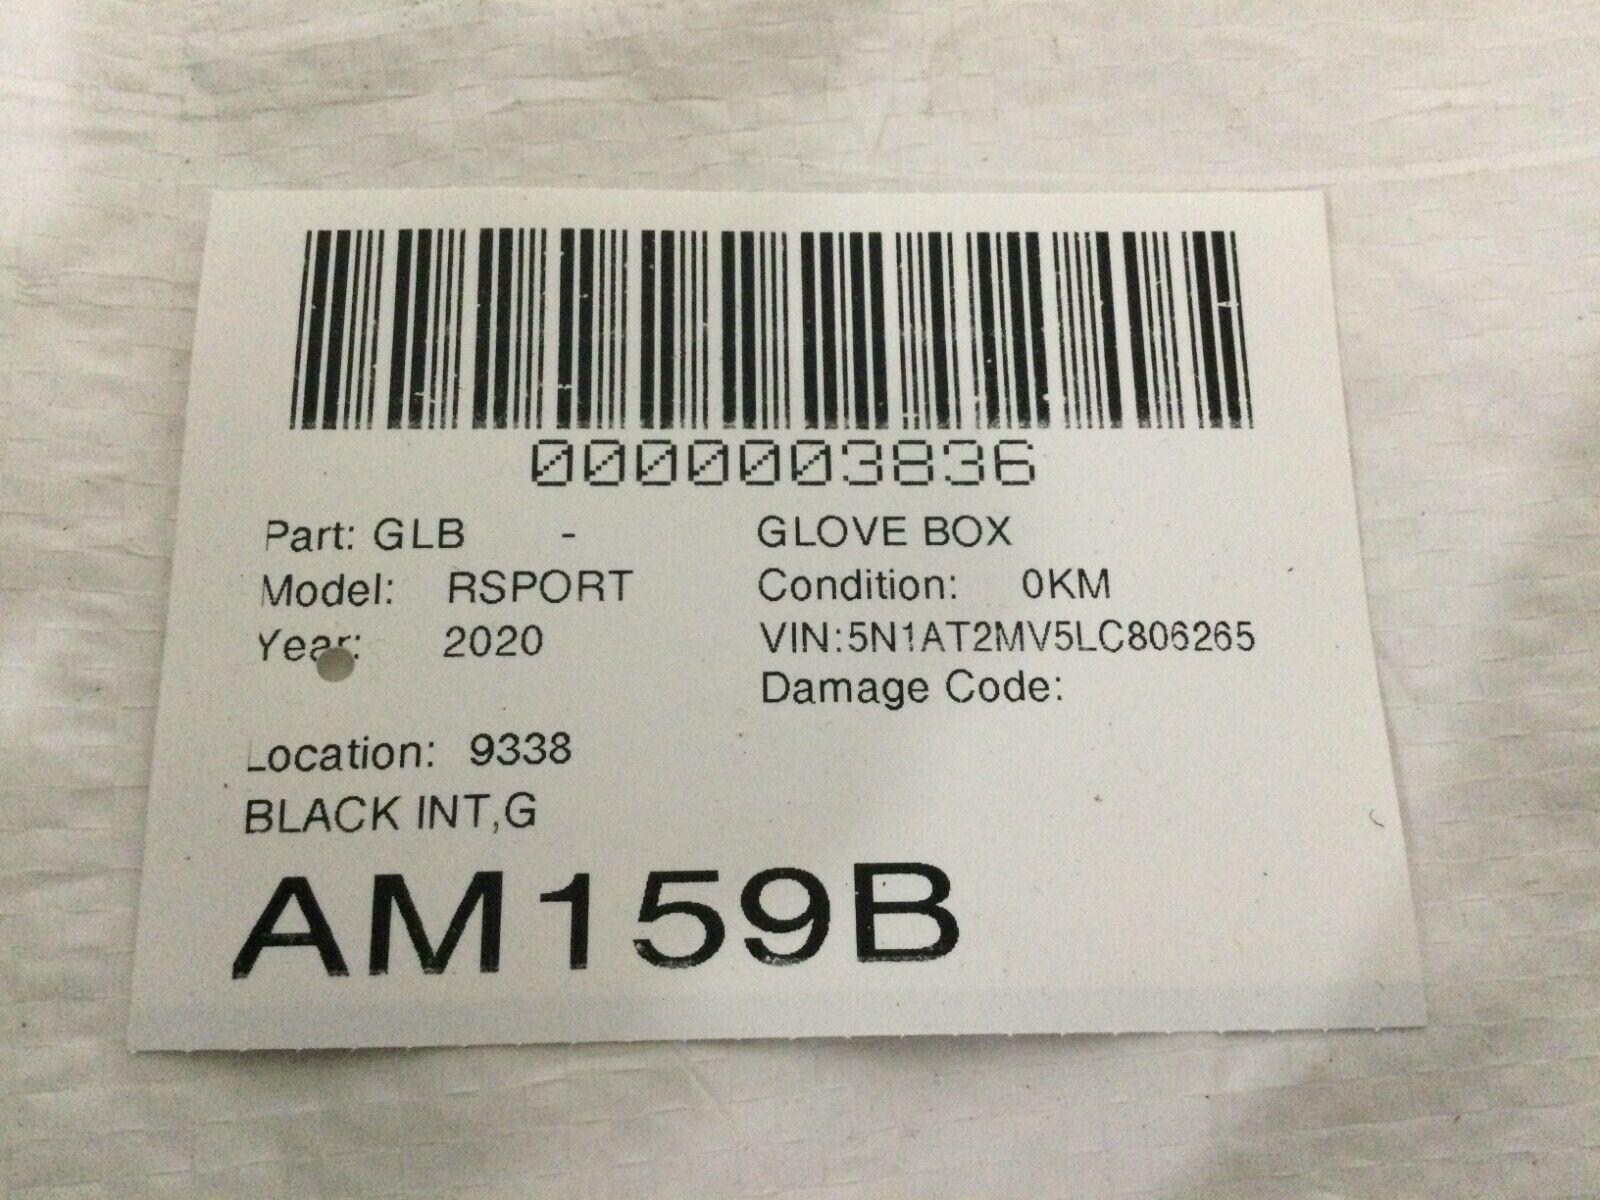 0000003836
Part: GLB - GLOVE BOX
Model: RSPORT Condition: 0KM
Year: 2020 VIN:5N1AT2MV5LC806265
Damage Code:
Location: 9338
BLACK INT,G
AM159B